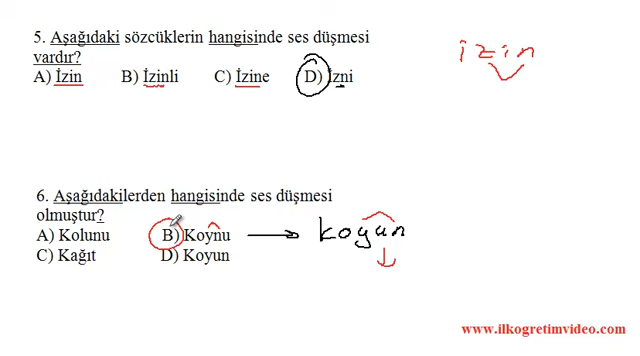 5. Aşağıdaki sözcüklerin hangisinde ses düşmesi
vardır?
A) İzin B) İzinli C) İzine D) İzni
izin
6. Aşağıdakilerden hangisinde ses düşmesi
olmuştur?
A) Kolunu B) Koynu koyun
C) Kağıt D) Koyun
www.ilkogretimvideo.com